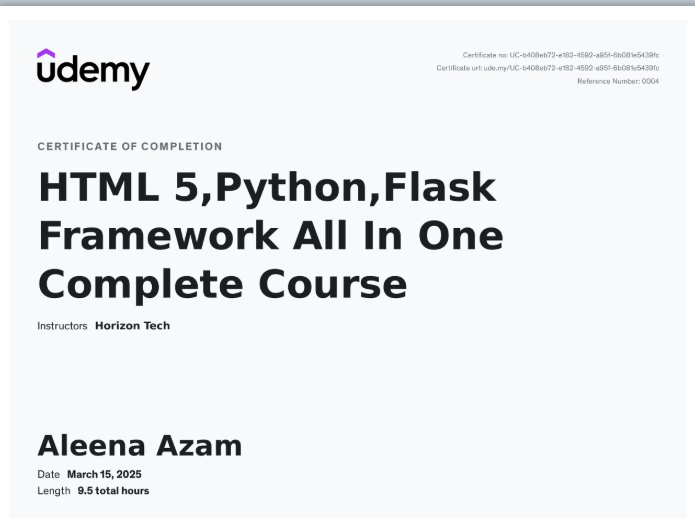 Certificate no: UC-b408eb72-e182-4592-a95f-6b081e5439fc
Certificate url: ude.my/UC-b408eb72-e182-4592-a95f-6b081e5439fc
Reference Number: 0004
udemy
CERTIFICATE OF COMPLETION
HTML 5,Python,Flask
Framework All In One
Complete Course
Instructors Horizon Tech
Aleena Azam
Date March 15, 2025
Length 9.5 total hours